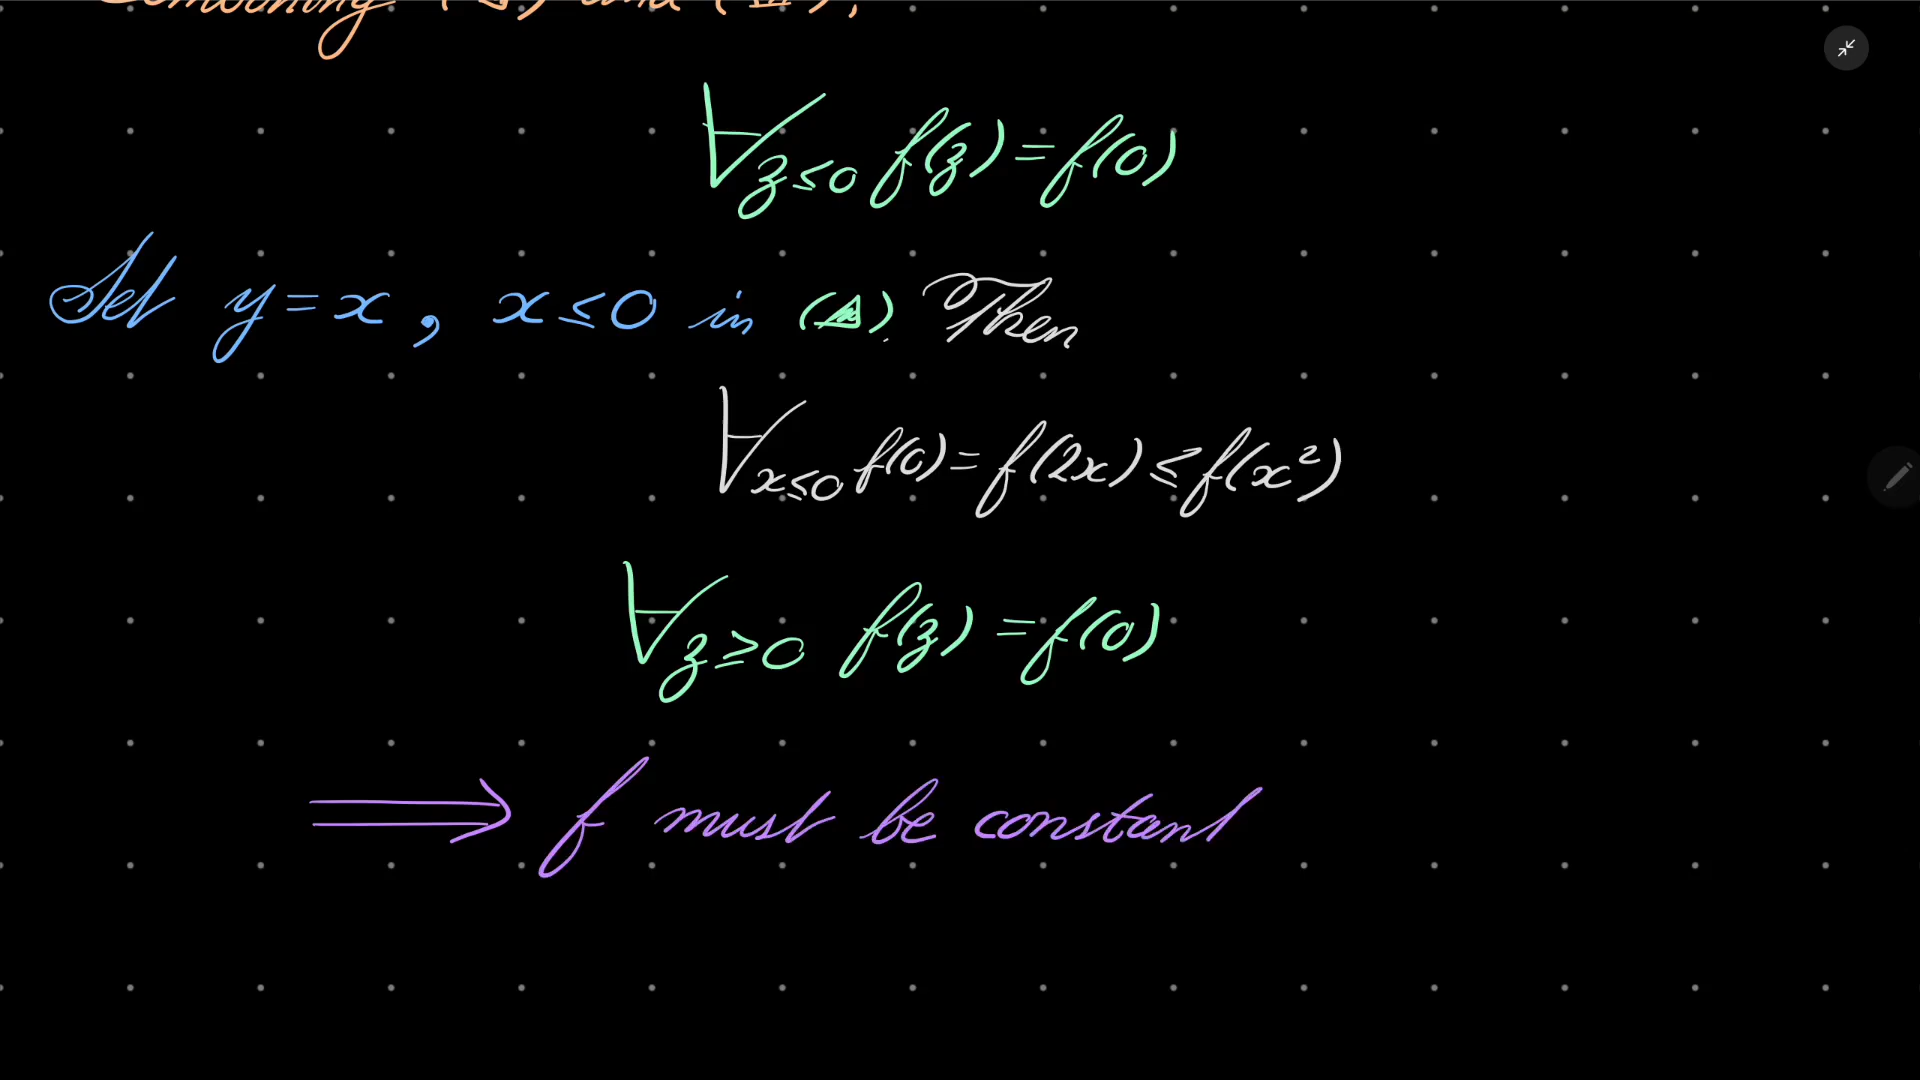 ∀z≤0 f(z)=f(0)
Set y=x, x≤0 in (▲). Then
∀x≤0 f(0)=f(2x)≤f(x²)
∀z≥0 f(z)=f(0)
⟹ f must be constant